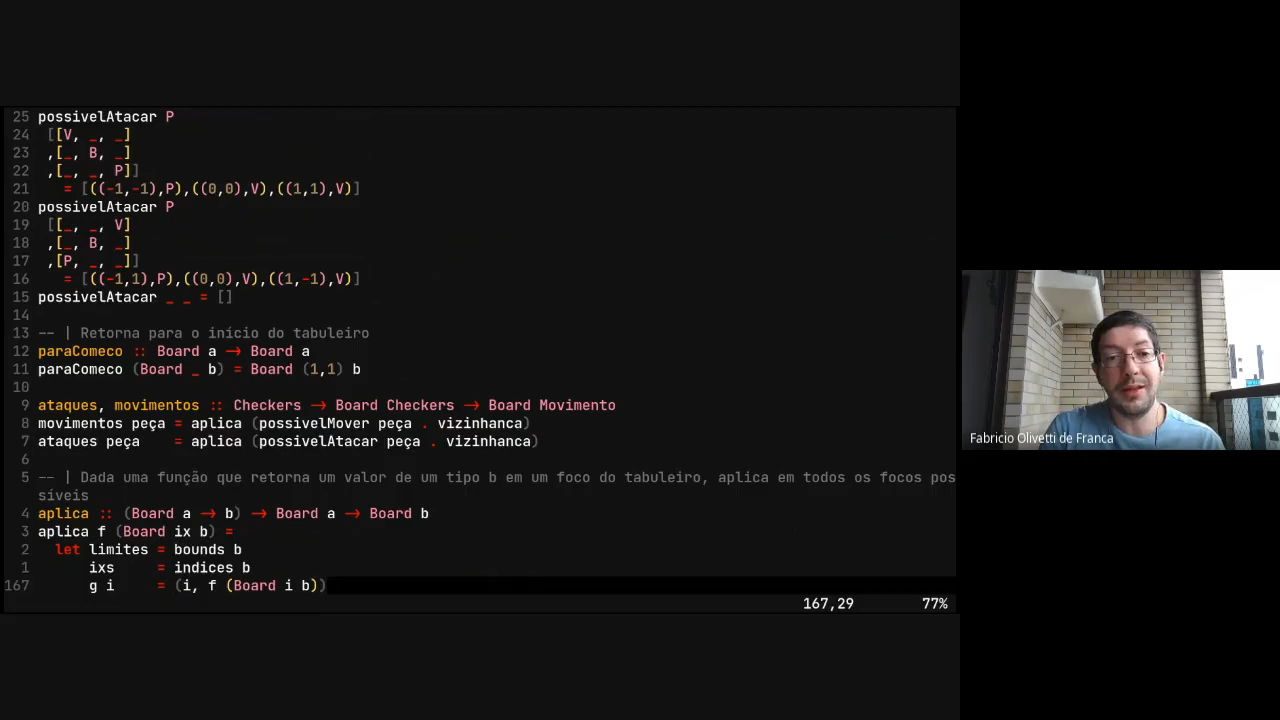 25 possivelAtacar P
24 [[V, _, _]
23 ,[_, B, _]
22 ,[_, _, P]]
21 = [((-1,-1),P),((0,0),V),((1,1),V)]
20 possivelAtacar P
19 [[_, _, V]
18 ,[_, B, _]
17 ,[P, _, _]]
16 = [((-1,1),P),((0,0),V),((1,-1),V)]
15 possivelAtacar _ _ = []
14
13 -- | Retorna para o início do tabuleiro
12 paraComeco :: Board a → Board a
11 paraComeco (Board _ b) = Board (1,1) b
10
9 ataques, movimentos :: Checkers → Board Checkers → Board Movimento
8 movimentos peça = aplica (possivelMover peça . vizinhanca)
7 ataques peça = aplica (possivelAtacar peça . vizinhanca)
6
5 -- | Dada uma função que retorna um valor de um tipo b em um foco do tabuleiro, aplica em todos os focos pos
síveis
4 aplica :: (Board a → b) → Board a → Board b
3 aplica f (Board ix b) =
2 let limites = bounds b
1 ixs = indices b
167 g i = (i, f (Board i b))
167,29 77%
Fabricio Olivetti de Franca